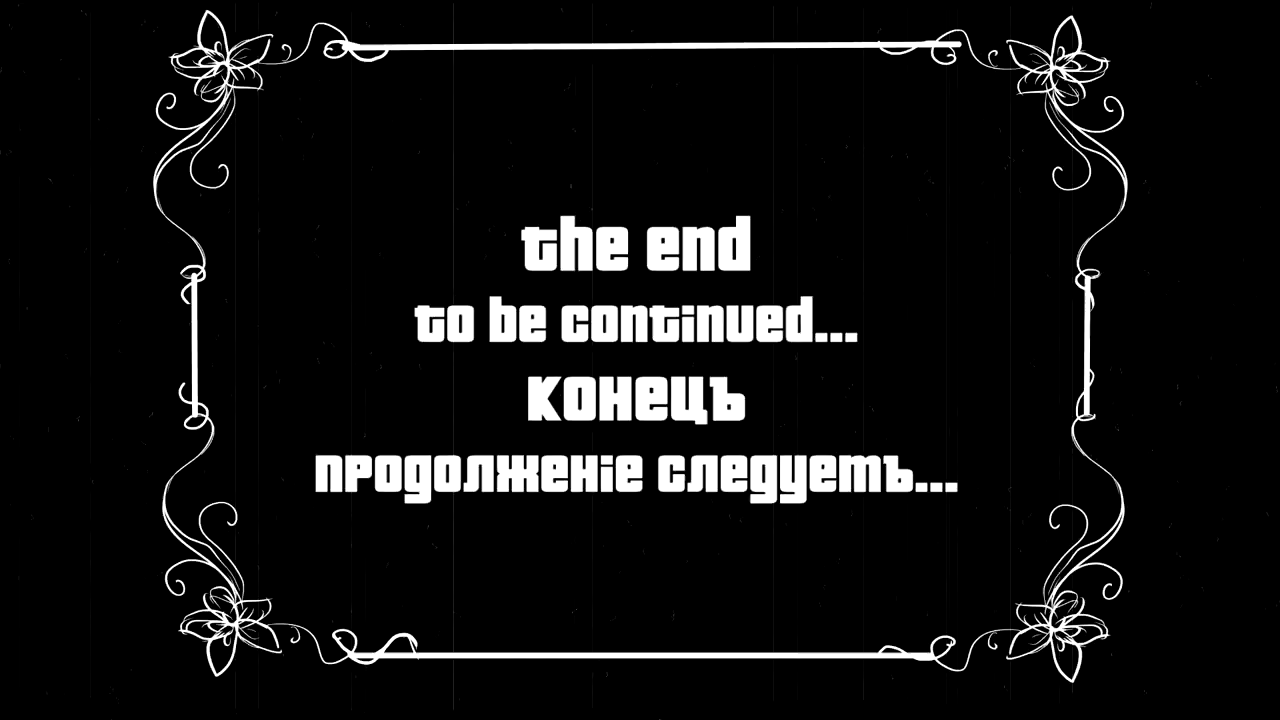 the end
to be continued...
конецъ
продолженіе следуетъ...